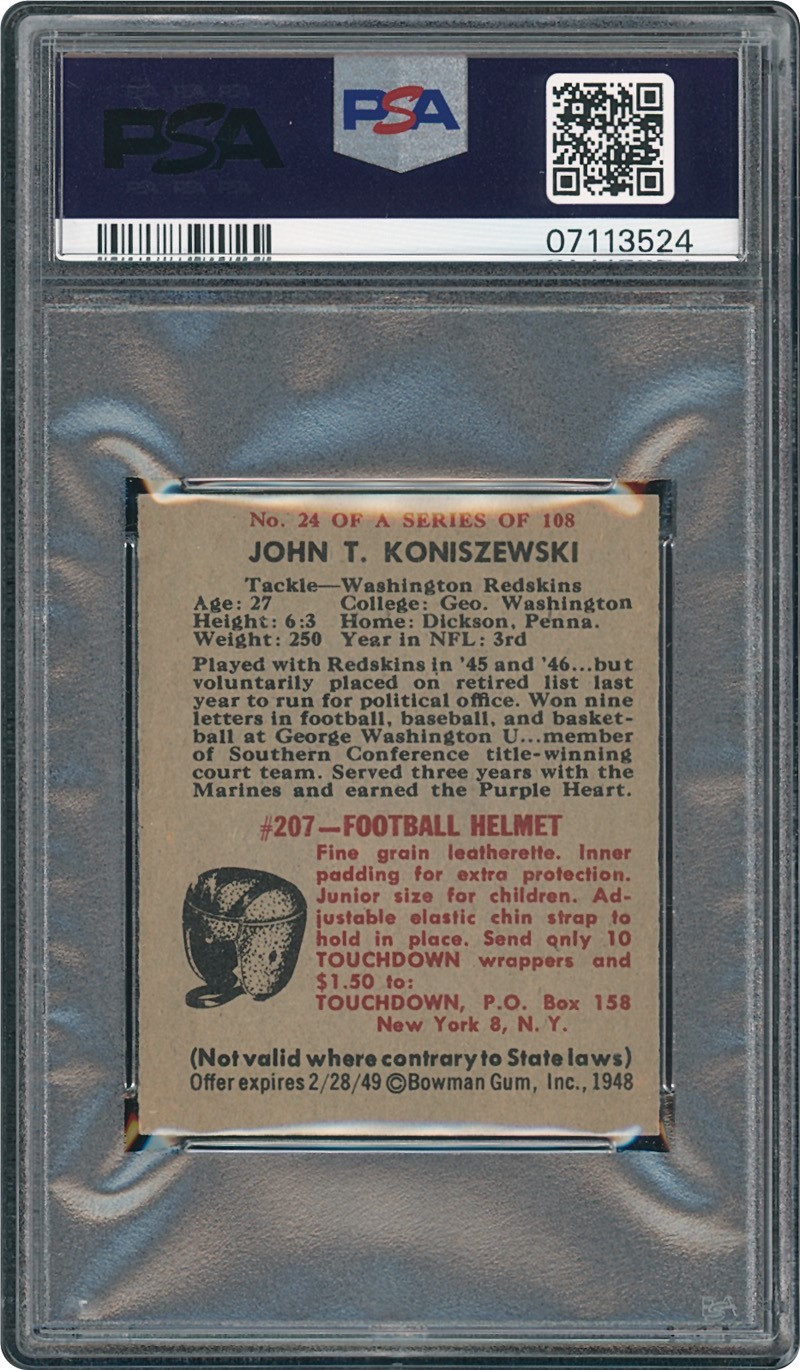 PSA
PSA
07113524
No. 24 OF A SERIES OF 108
JOHN T. KONISZEWSKI
Tackle—Washington Redskins
Age: 27 College: Geo. Washington
Height: 6:3 Home: Dickson, Penna.
Weight: 250 Year in NFL: 3rd
Played with Redskins in '45 and '46...but
voluntarily placed on retired list last
year to run for political office. Won nine
letters in football, baseball, and basket-
ball at George Washington U...member
of Southern Conference title-winning
court team. Served three years with the
Marines and earned the Purple Heart.
#207—FOOTBALL HELMET
Fine grain leatherette. Inner
padding for extra protection.
Junior size for children. Ad-
justable elastic chin strap to
hold in place. Send only 10
TOUCHDOWN wrappers and
$1.50 to:
TOUCHDOWN, P.O. Box 158
New York 8, N. Y.
(Not valid where contrary to State laws)
Offer expires 2/28/49 ©Bowman Gum, Inc., 1948
PSA